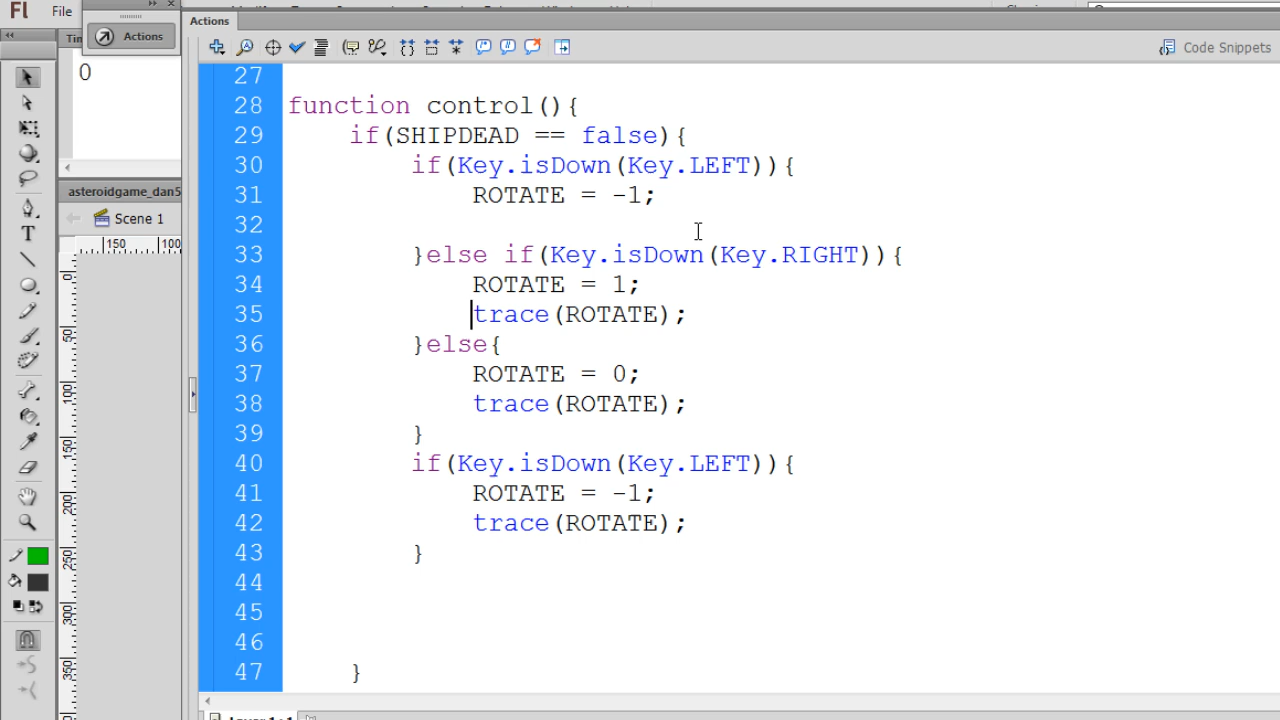 Fl File
Actions
Actions
Tin
0
Code Snippets
asteroidgame_dan5
Scene 1
150 100
0
50
100
150
200
250
300
350
27
28 function control(){
29 if(SHIPDEAD == false){
30 if(Key.isDown(Key.LEFT)){
31 ROTATE = -1;
32
33 }else if(Key.isDown(Key.RIGHT)){
34 ROTATE = 1;
35 trace(ROTATE);
36 }else{
37 ROTATE = 0;
38 trace(ROTATE);
39 }
40 if(Key.isDown(Key.LEFT)){
41 ROTATE = -1;
42 trace(ROTATE);
43 }
44
45
46
47 }